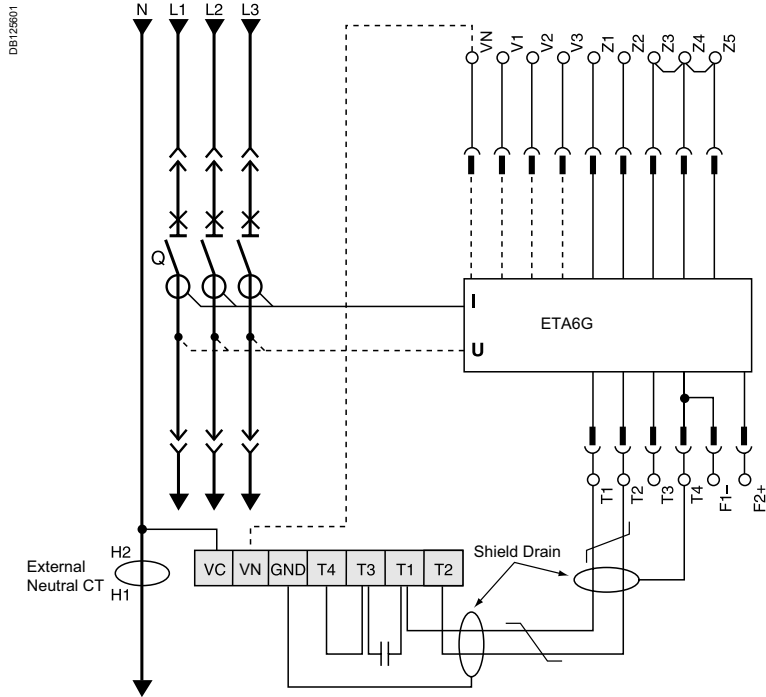 DB125601
N L1 L2 L3
VN V1 V2 V3 Z1 Z2 Z3 Z4 Z5
Q
I
ETA6G
U
T1 T2 T3 T4 F1– F2+
H2
External
Neutral CT
H1
VC VN GND T4 T3 T1 T2
Shield Drain